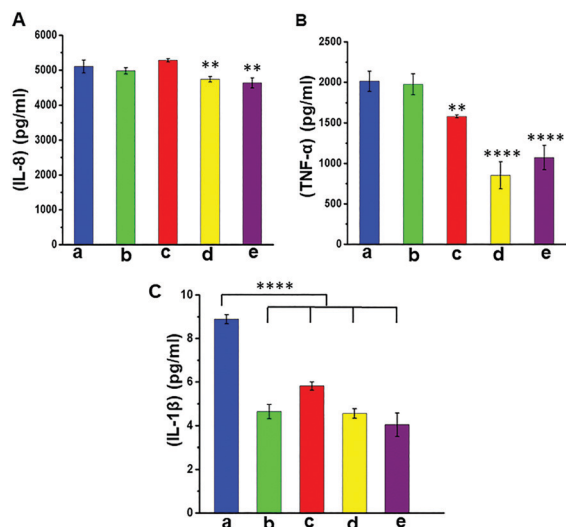 A
(IL-8) (pg/ml)
6000
5000
4000
3000
2000
1000
0
** **
a b c d e
B
(TNF-α) (pg/ml)
2500
2000
1500
1000
500
0
** **** ****
a b c d e
C
(IL-1β) (pg/ml)
10
8
6
4
2
0
****
a b c d e